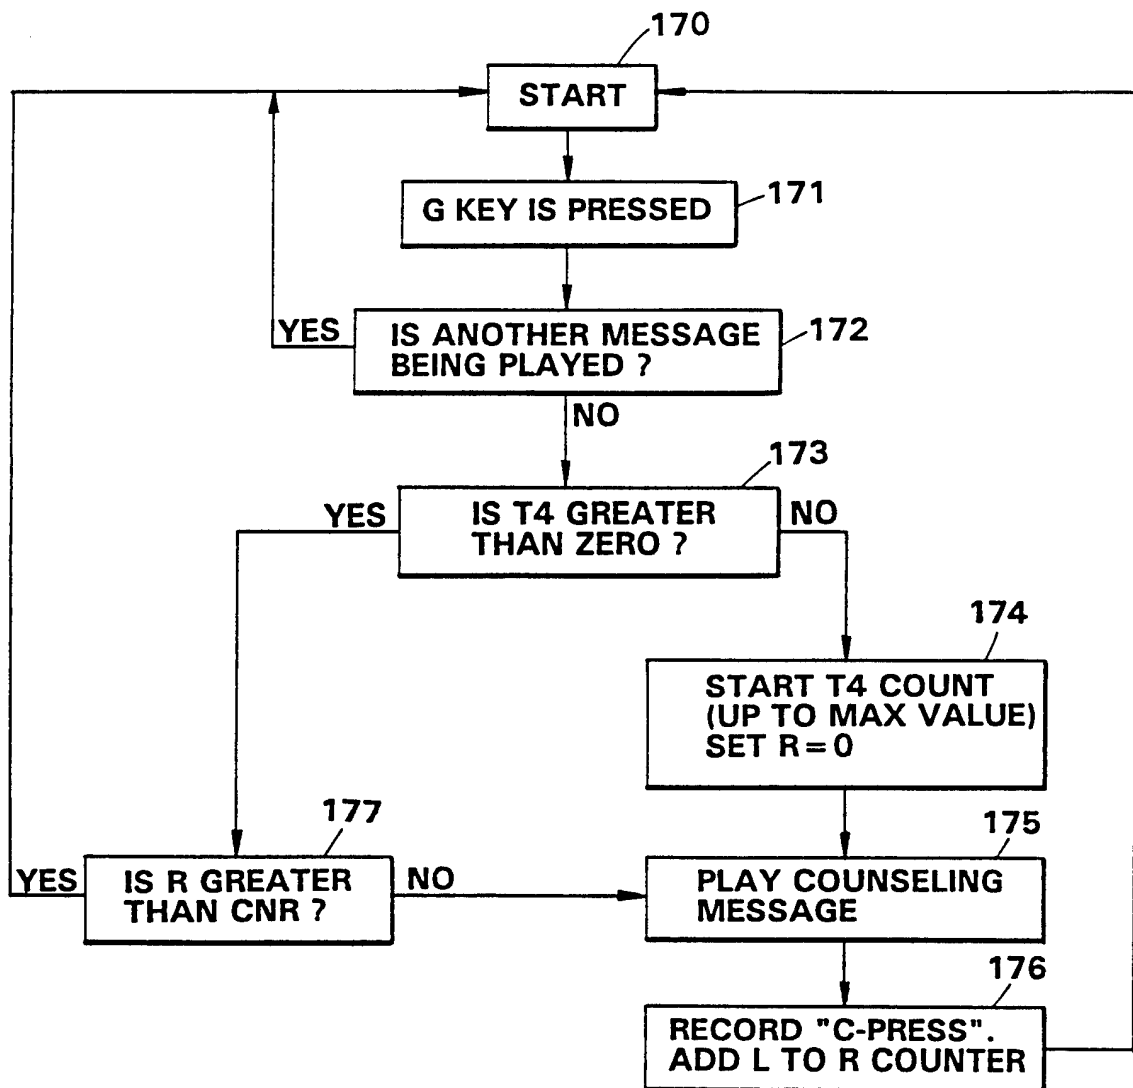 170
START
G KEY IS PRESSED
171
YES
IS ANOTHER MESSAGE
BEING PLAYED ?
172
NO
173
YES
IS T4 GREATER
THAN ZERO ?
NO
174
START T4 COUNT
(UP TO MAX VALUE)
SET R=0
177
175
YES
IS R GREATER
THAN CNR ?
NO
PLAY COUNSELING
MESSAGE
176
RECORD "C-PRESS".
ADD L TO R COUNTER